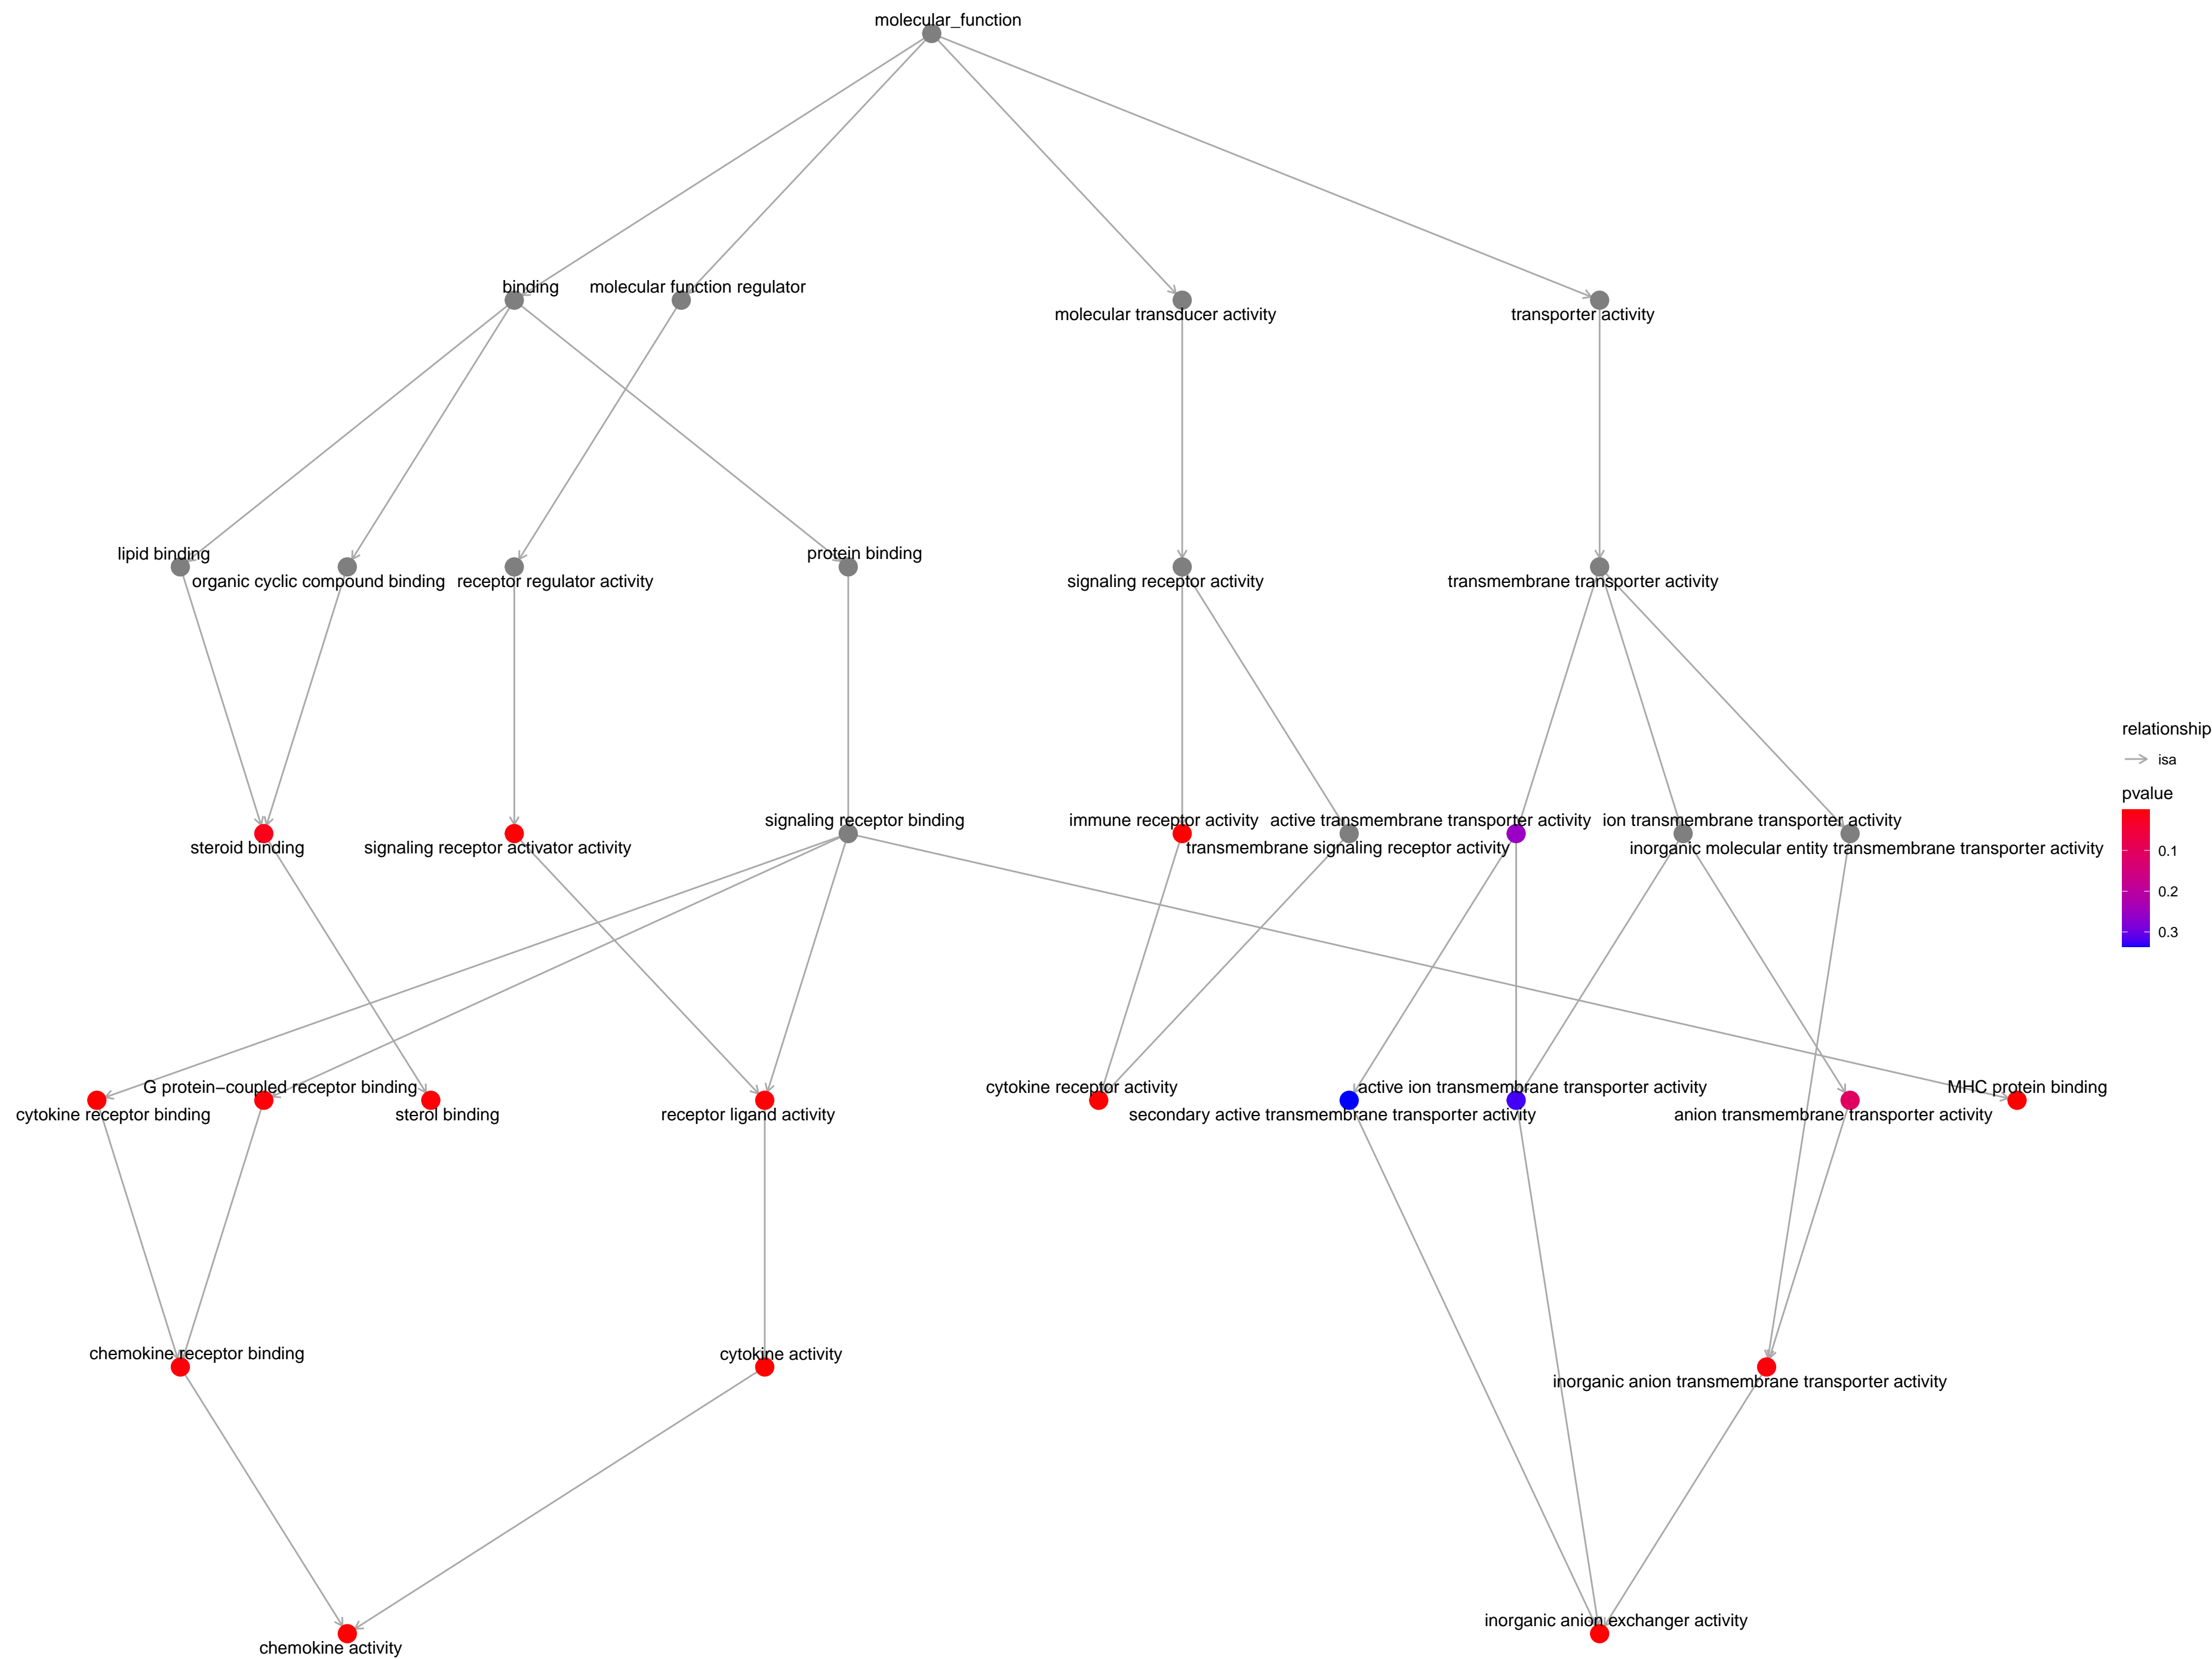 molecular_function
binding
molecular function regulator
molecular transducer activity
transporter activity
lipid binding
organic cyclic compound binding
receptor regulator activity
protein binding
signaling receptor activity
transmembrane transporter activity
steroid binding
signaling receptor activator activity
signaling receptor binding
immune receptor activity
active transmembrane transporter activity
transmembrane signaling receptor activity
ion transmembrane transporter activity
inorganic molecular entity transmembrane transporter activity
relationship
isa
pvalue
0.1
0.2
0.3
cytokine receptor binding
G protein−coupled receptor binding
sterol binding
receptor ligand activity
cytokine receptor activity
secondary active transmembrane transporter activity
active ion transmembrane transporter activity
anion transmembrane transporter activity
MHC protein binding
chemokine receptor binding
cytokine activity
inorganic anion transmembrane transporter activity
chemokine activity
inorganic anion exchanger activity